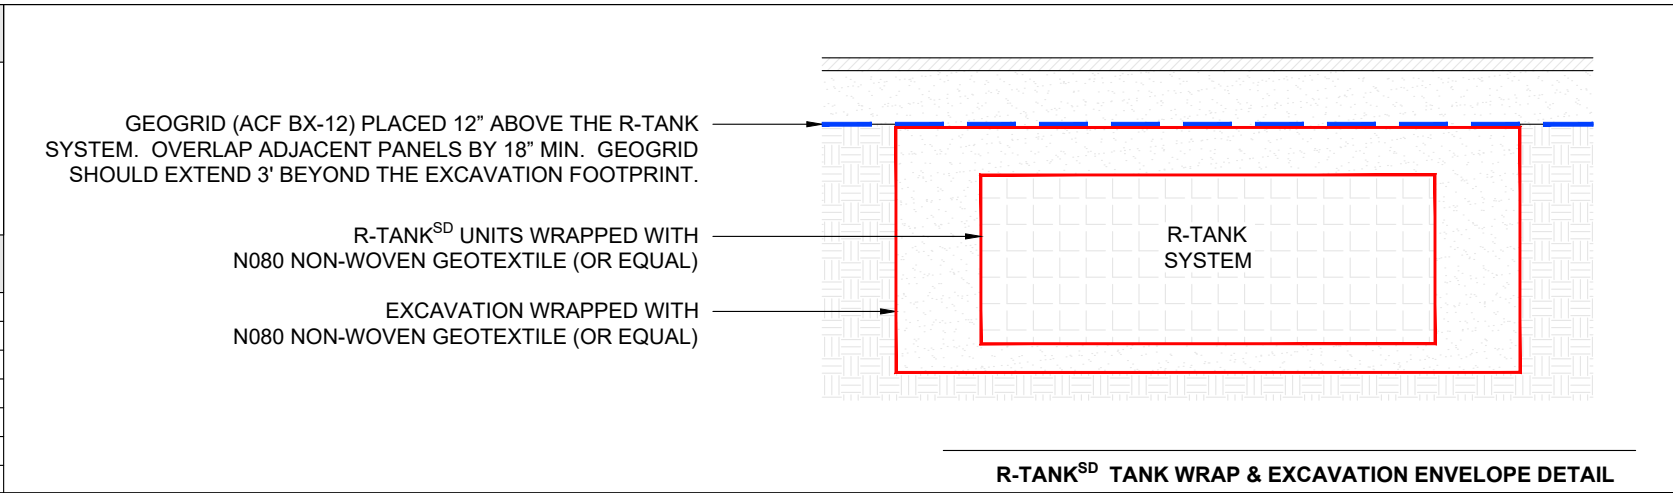 GEOGRID (ACF BX-12) PLACED 12” ABOVE THE R-TANK
SYSTEM. OVERLAP ADJACENT PANELS BY 18” MIN. GEOGRID
SHOULD EXTEND 3' BEYOND THE EXCAVATION FOOTPRINT.
R-TANKSD UNITS WRAPPED WITH
N080 NON-WOVEN GEOTEXTILE (OR EQUAL)
EXCAVATION WRAPPED WITH
N080 NON-WOVEN GEOTEXTILE (OR EQUAL)
R-TANK
SYSTEM
R-TANKSD TANK WRAP & EXCAVATION ENVELOPE DETAIL